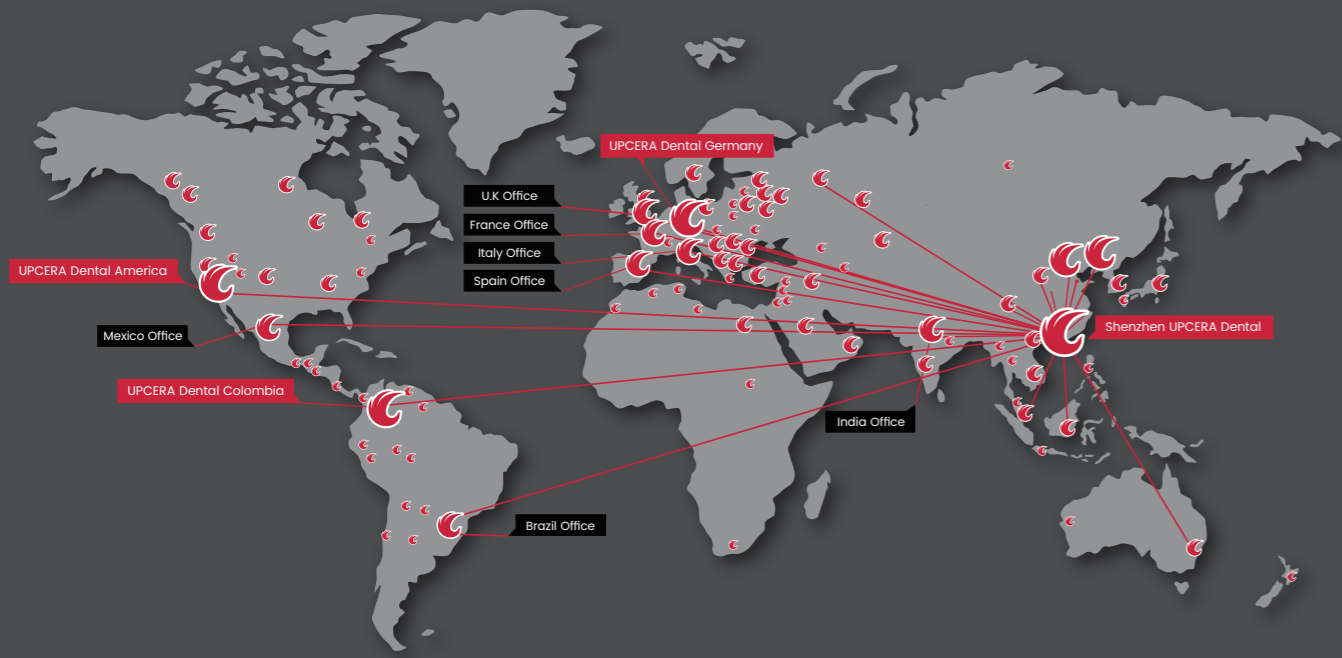 UPCERA Dental Germany
U.K Office
France Office
Italy Office
Spain Office
UPCERA Dental America
Mexico Office
UPCERA Dental Colombia
Shenzhen UPCERA Dental
India Office
Brazil Office